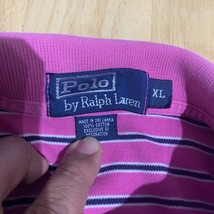 Polo
by Ralph Lauren
XL
MADE IN SRI LANKA
100% COTTON
EXCLUSIVE OF
DECORATION